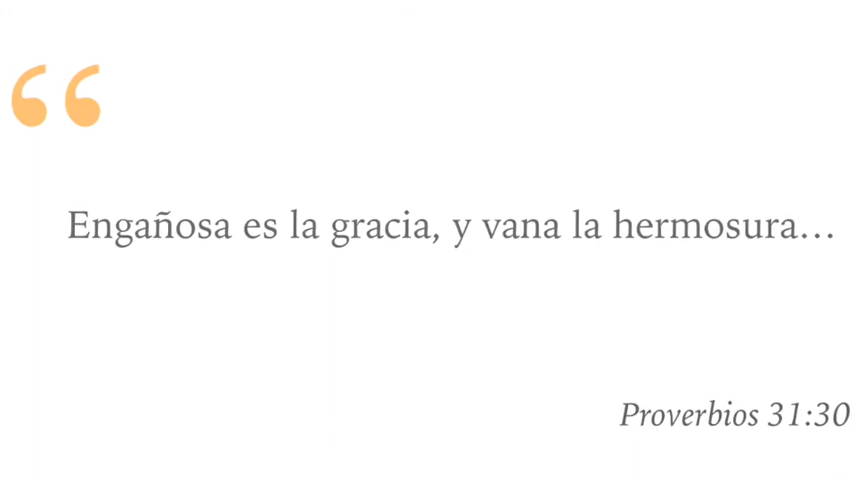 “
Engañosa es la gracia, y vana la hermosura…
Proverbios 31:30